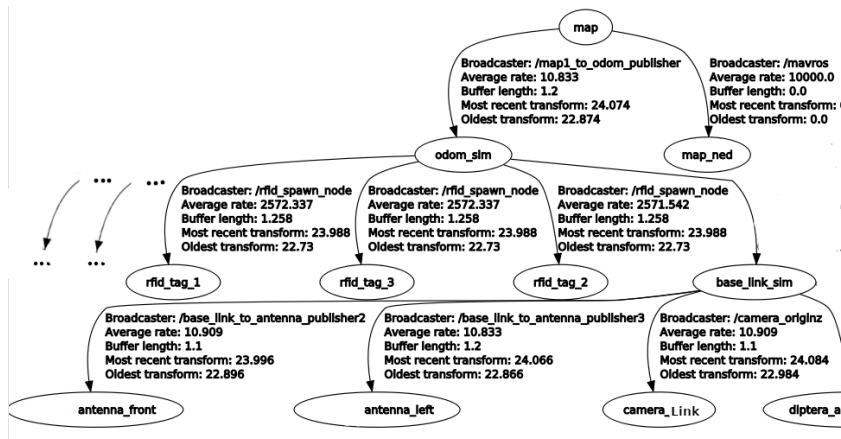 map
Broadcaster: /map1_to_odom_publisher
Average rate: 10.833
Buffer length: 1.2
Most recent transform: 24.074
Oldest transform: 22.874
Broadcaster: /mavros
Average rate: 10000.0
Buffer length: 0.0
Most recent transform:
Oldest transform: 0.0
odom_sim
map_ned
... ...
Broadcaster: /rfid_spawn_node
Average rate: 2572.337
Buffer length: 1.258
Most recent transform: 23.988
Oldest transform: 22.73
Broadcaster: /rfid_spawn_node
Average rate: 2572.337
Buffer length: 1.258
Most recent transform: 23.988
Oldest transform: 22.73
Broadcaster: /rfid_spawn_node
Average rate: 2571.542
Buffer length: 1.258
Most recent transform: 23.988
Oldest transform: 22.73
... ...
rfid_tag_1
rfid_tag_3
rfid_tag_2
base_link_sim
Broadcaster: /base_link_to_antenna_publisher2
Average rate: 10.909
Buffer length: 1.1
Most recent transform: 23.996
Oldest transform: 22.896
Broadcaster: /base_link_to_antenna_publisher3
Average rate: 10.833
Buffer length: 1.2
Most recent transform: 24.066
Oldest transform: 22.866
Broadcaster: /camera_originz
Average rate: 10.909
Buffer length: 1.1
Most recent transform: 24.084
Oldest transform: 22.984
antenna_front
antenna_left
camera_Link
diptera_a